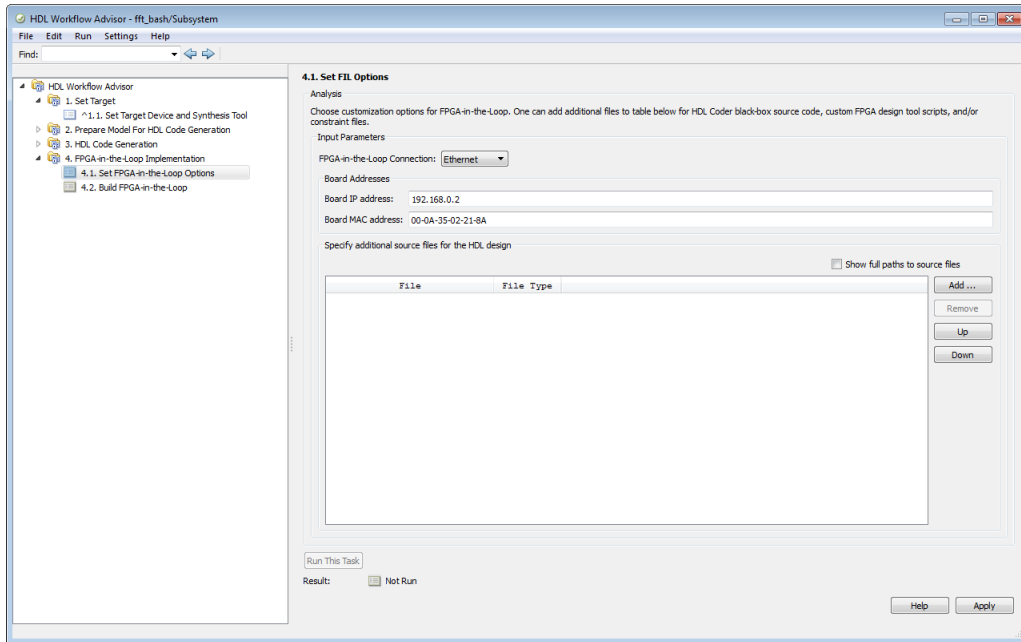 HDL Workflow Advisor - fft_bash/Subsystem
File Edit Run Settings Help
Find:
HDL Workflow Advisor
1. Set Target
^1.1. Set Target Device and Synthesis Tool
2. Prepare Model For HDL Code Generation
3. HDL Code Generation
4. FPGA-in-the-Loop Implementation
4.1. Set FPGA-in-the-Loop Options
4.2. Build FPGA-in-the-Loop
4.1. Set FIL Options
Analysis
Choose customization options for FPGA-in-the-Loop. One can add additional files to table below for HDL Coder black-box source code, custom FPGA design tool scripts, and/or
constraint files.
Input Parameters
FPGA-in-the-Loop Connection: Ethernet
Board Addresses
Board IP address: 192.168.0.2
Board MAC address: 00-0A-35-02-21-8A
Specify additional source files for the HDL design
Show full paths to source files
File File Type
Add ...
Remove
Up
Down
Run This Task
Result: Not Run
Help Apply